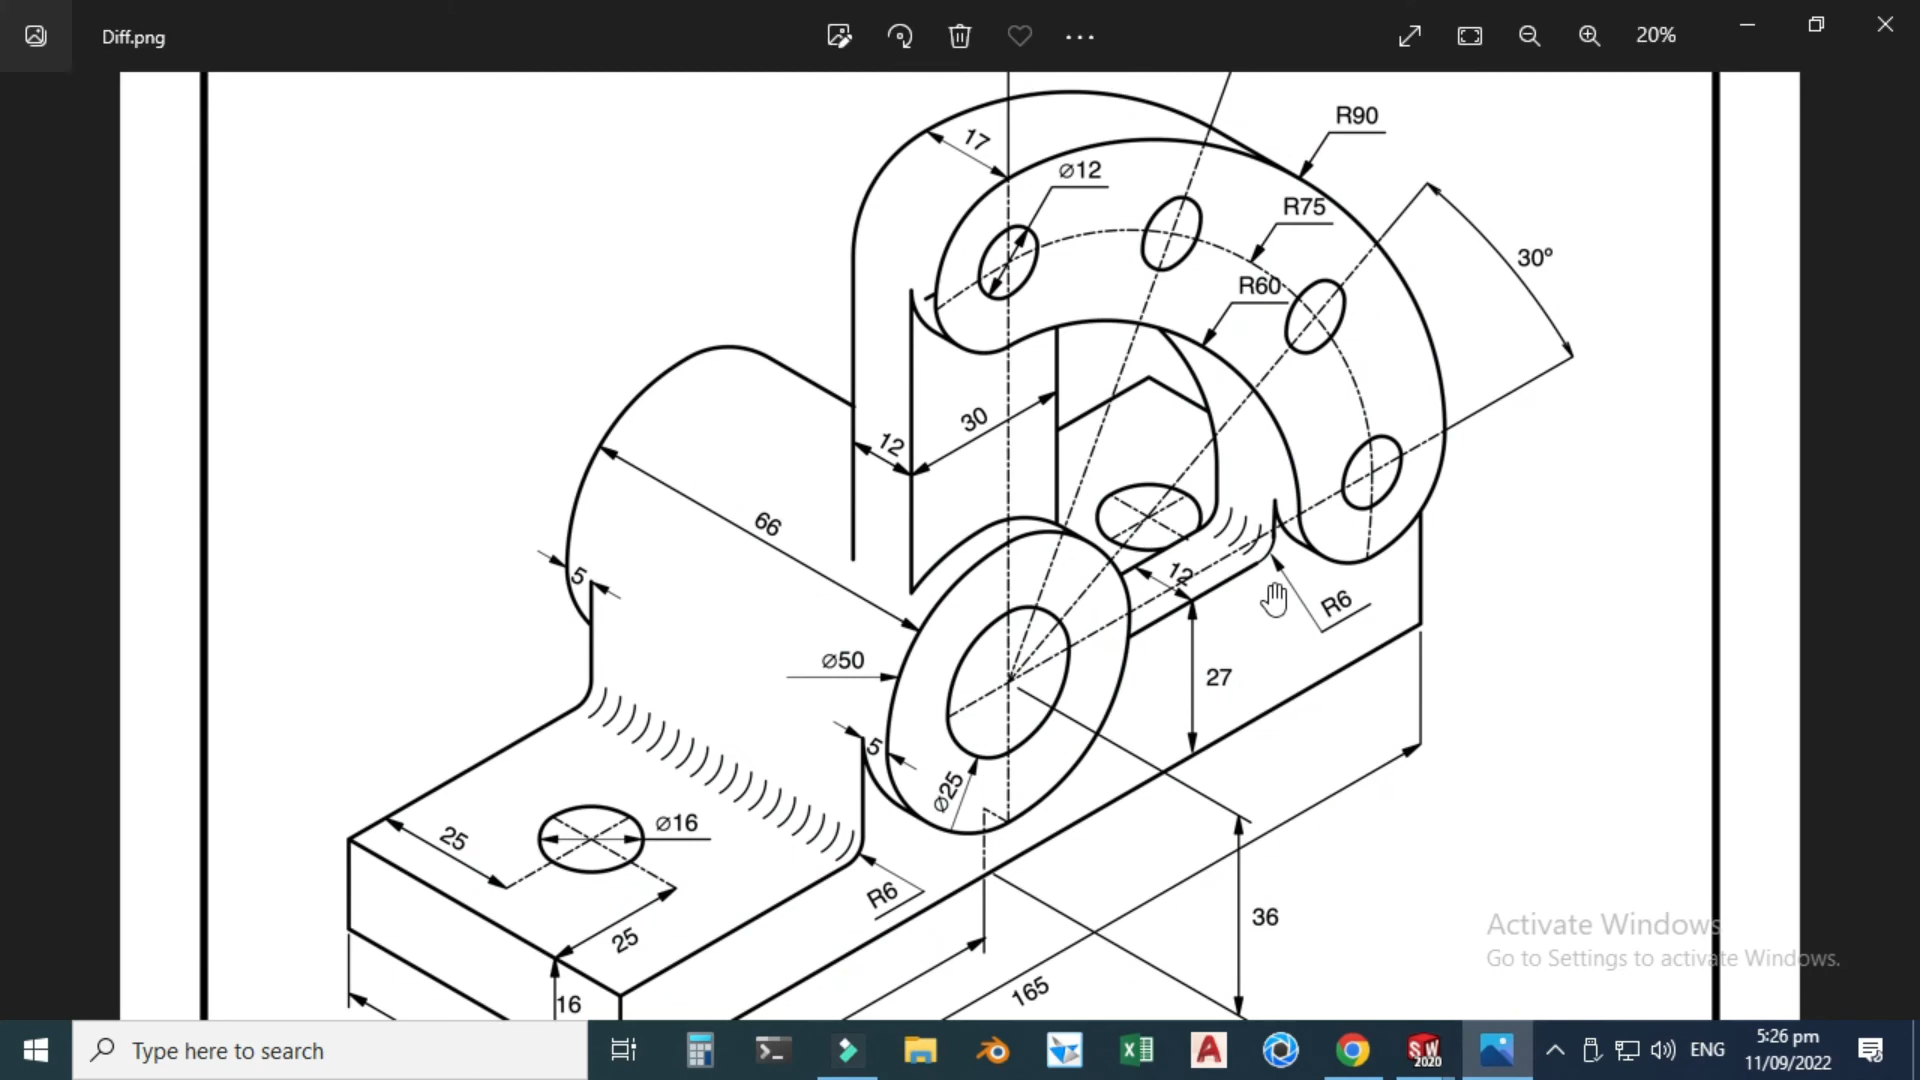 Diff.png
20%
R90
17
⌀12
R75
R60
30°
30
12
66
5
12
R6
⌀50
27
5
⌀25
⌀16
25
R6
25
36
16
165
Activate Windows
Go to Settings to activate Windows.
Type here to search
SW
2020
ENG
5:26 pm
11/09/2022